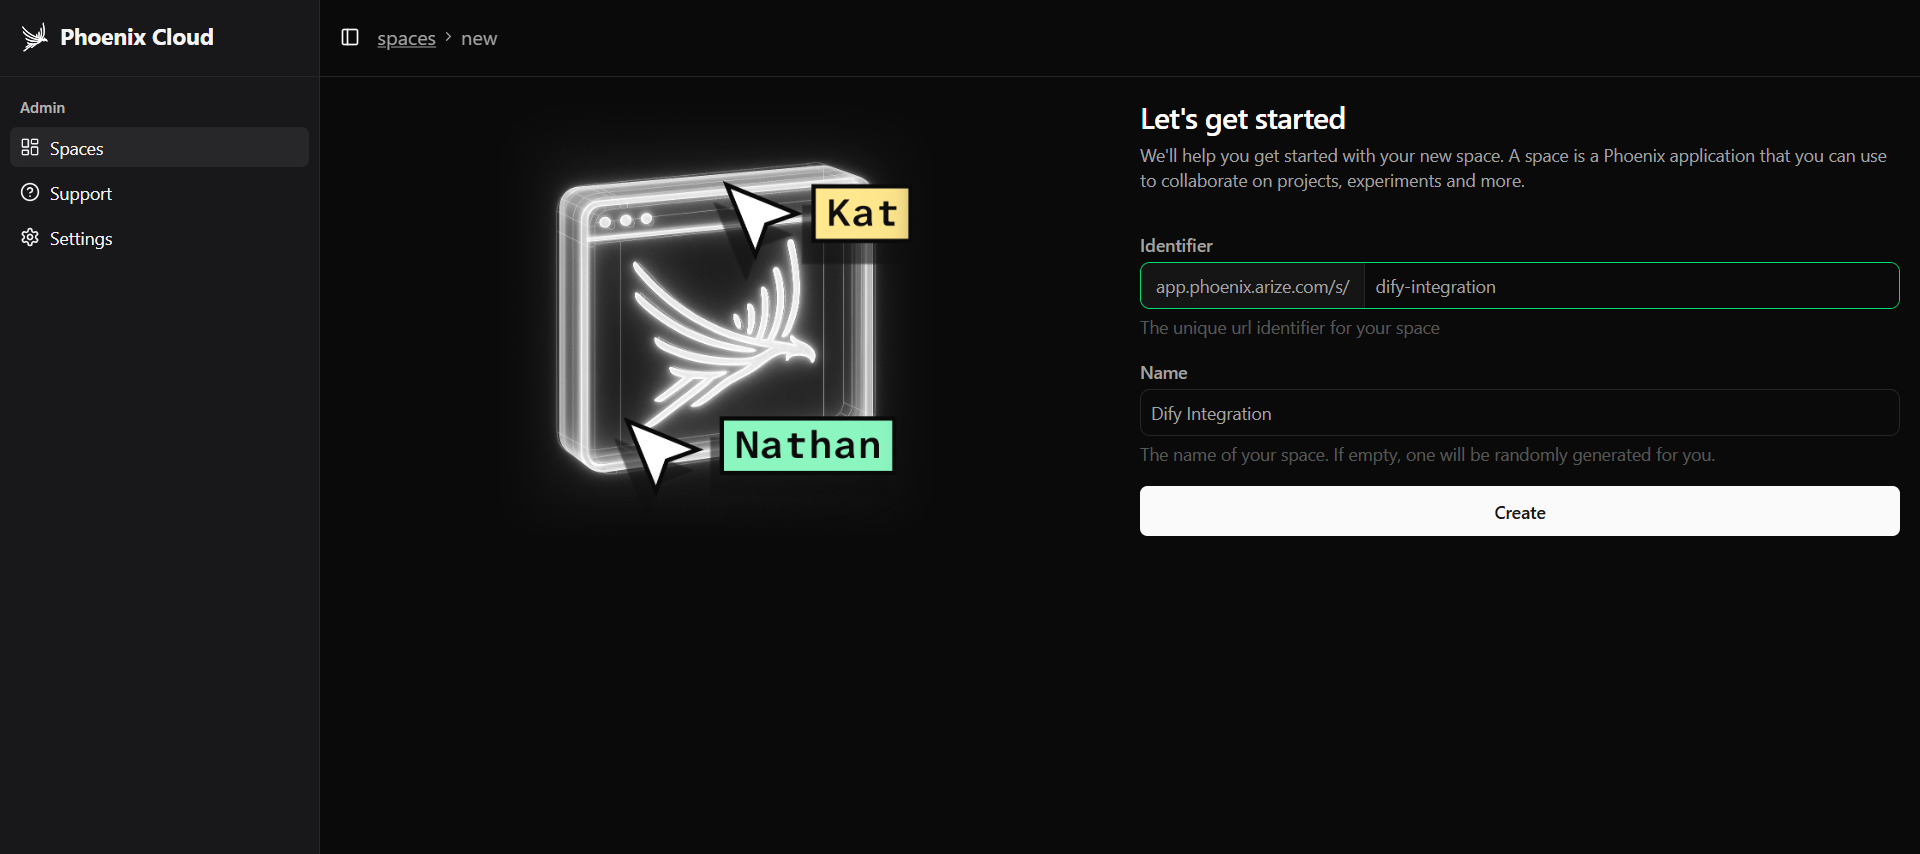 Phoenix Cloud
spaces > new
Admin
Spaces
Support
Settings
Kat
Nathan
Let's get started
We'll help you get started with your new space. A space is a Phoenix application that you can use
to collaborate on projects, experiments and more.
Identifier
app.phoenix.arize.com/s/ dify-integration
The unique url identifier for your space
Name
Dify Integration
The name of your space. If empty, one will be randomly generated for you.
Create